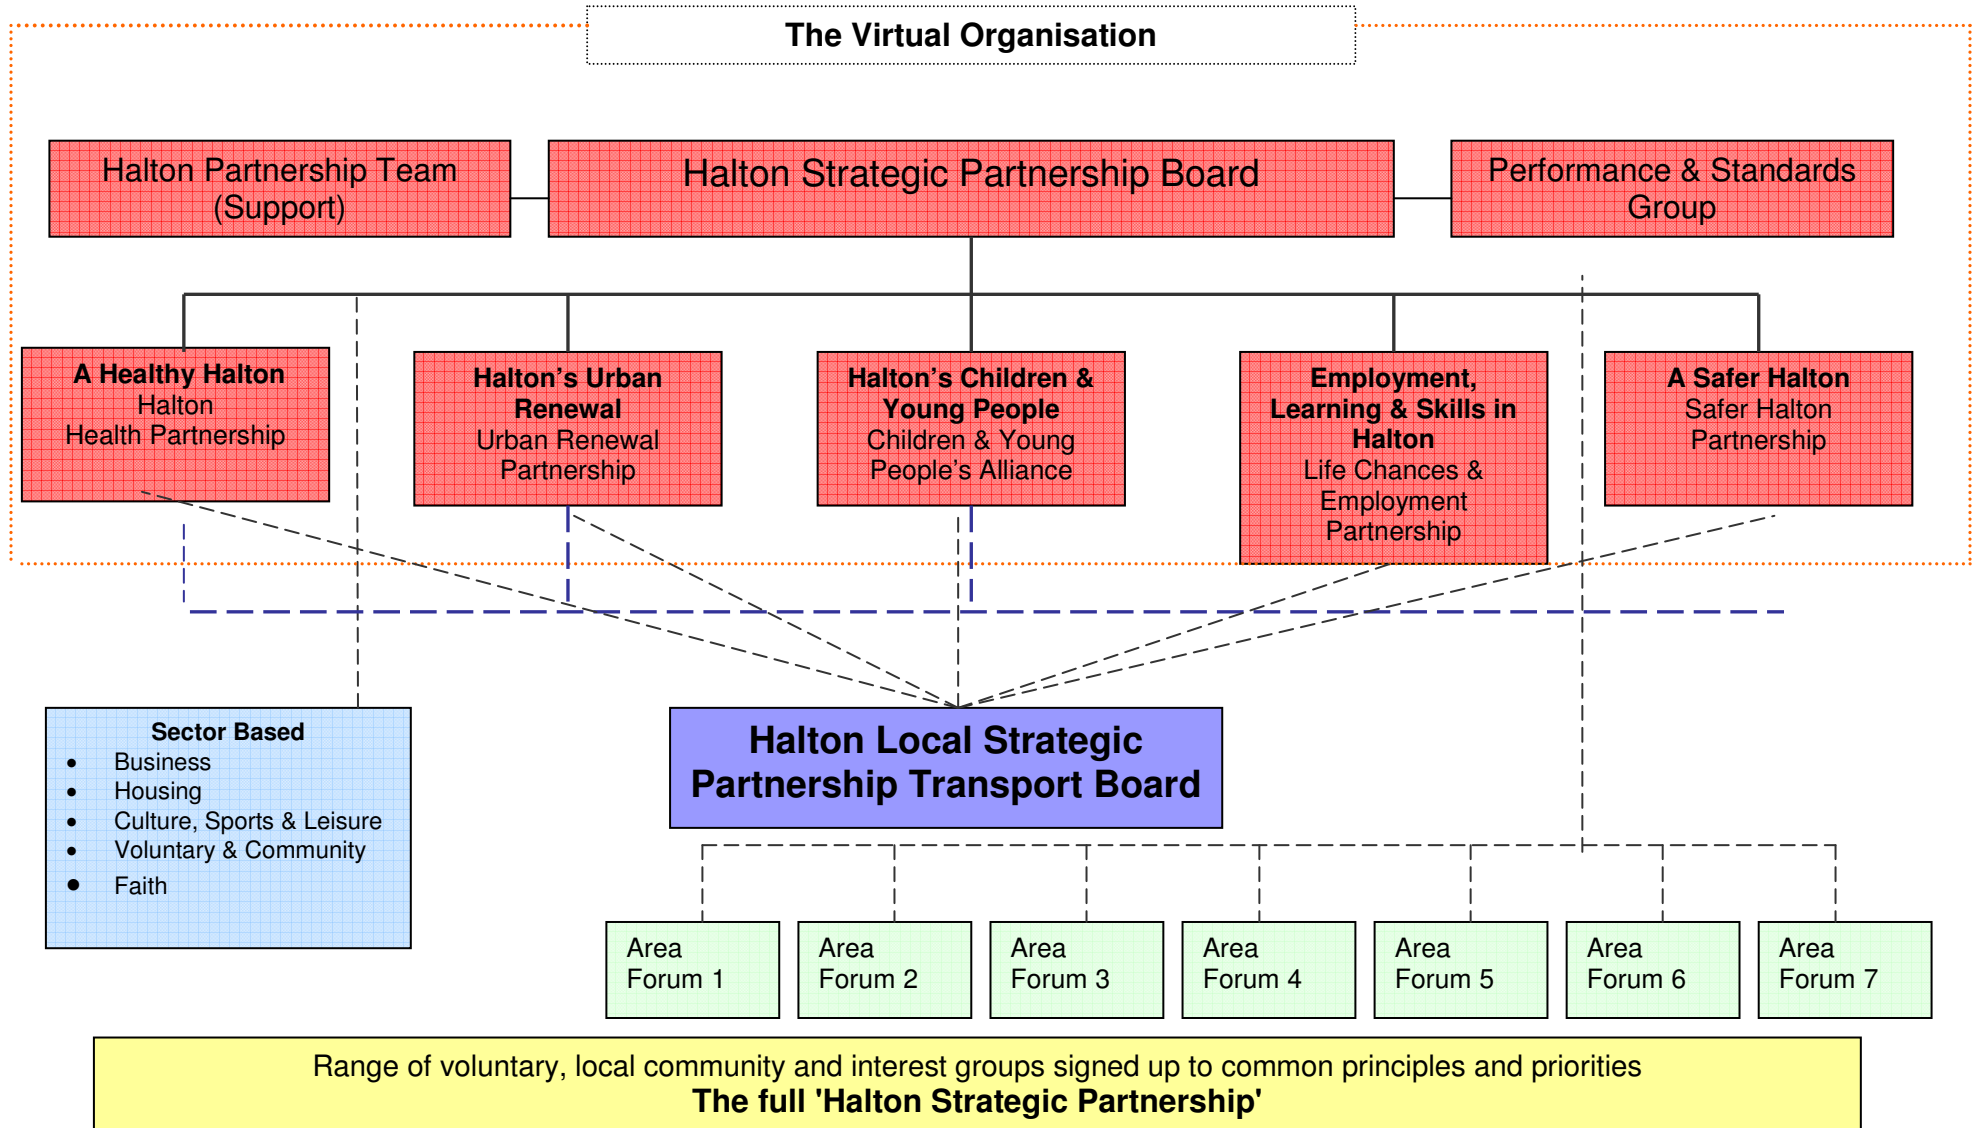 The Virtual Organisation
Halton Partnership Team
(Support)
Halton Strategic Partnership Board
Performance & Standards
Group
A Healthy Halton
Halton
Health Partnership
Halton's Urban
Renewal
Urban Renewal
Partnership
Halton's Children &
Young People
Children & Young
People's Alliance
Employment,
Learning & Skills in
Halton
Life Chances &
Employment
Partnership
A Safer Halton
Safer Halton
Partnership
Sector Based
• Business
• Housing
• Culture, Sports & Leisure
• Voluntary & Community
• Faith
Halton Local Strategic
Partnership Transport Board
Area
Forum 1
Area
Forum 2
Area
Forum 3
Area
Forum 4
Area
Forum 5
Area
Forum 6
Area
Forum 7
Range of voluntary, local community and interest groups signed up to common principles and priorities
The full 'Halton Strategic Partnership'